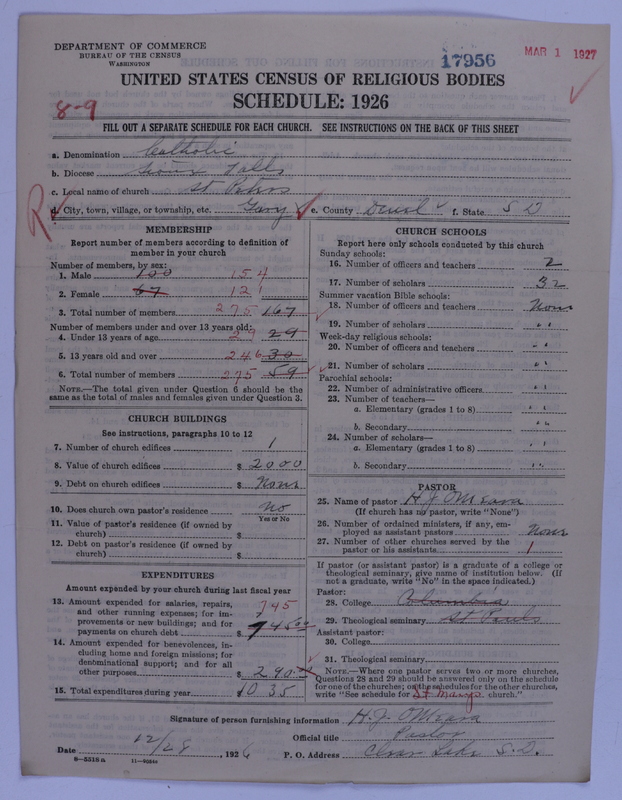 DEPARTMENT OF COMMERCE
BUREAU OF THE CENSUS
WASHINGTON
17956
MAR 1 1927
UNITED STATES CENSUS OF RELIGIOUS BODIES
SCHEDULE: 1926
8-9
FILL OUT A SEPARATE SCHEDULE FOR EACH CHURCH. SEE INSTRUCTIONS ON THE BACK OF THIS SHEET
a. Denomination Catholic
b. Diocese Sioux Falls
c. Local name of church St Peters
R
d. City, town, village, or township, etc. Gary e. County Deuel f. State S D
MEMBERSHIP
Report number of members according to definition of member in your church
Number of members, by sex:
1. Male 100 154
2. Female 67 121
3. Total number of members 275 167
Number of members under and over 13 years old:
4. Under 13 years of age 29 29
5. 13 years old and over 246 30
6. Total number of members 275 59
NOTE.—The total given under Question 6 should be the same as the total of males and females given under Question 3.
CHURCH BUILDINGS
See instructions, paragraphs 10 to 12
7. Number of church edifices 1
8. Value of church edifices $ 2000
9. Debt on church edifices $ None
10. Does church own pastor's residence No
Yes or No
11. Value of pastor's residence (if owned by church) $
12. Debt on pastor's residence (if owned by church) $
EXPENDITURES
Amount expended by your church during last fiscal year
13. Amount expended for salaries, repairs, and other running expenses; for improvements or new buildings; and for payments on church debt $ 745 745.00
14. Amount expended for benevolences, including home and foreign missions; for denominational support; and for all other purposes $ 290
15. Total expenditures during year 1035
CHURCH SCHOOLS
Report here only schools conducted by this church
Sunday schools:
16. Number of officers and teachers 2
17. Number of scholars 32
Summer vacation Bible schools:
18. Number of officers and teachers None
19. Number of scholars " "
Week-day religious schools:
20. Number of officers and teachers " "
21. Number of scholars " "
Parochial schools:
22. Number of administrative officers " "
23. Number of teachers—
a. Elementary (grades 1 to 8) " "
b. Secondary " "
24. Number of scholars—
a. Elementary (grades 1 to 8) " "
b. Secondary " "
PASTOR
25. Name of pastor H J O'Meara
(If church has no pastor, write "None")
26. Number of ordained ministers, if any, employed as assistant pastors None
27. Number of other churches served by the pastor or his assistants 1
If pastor (or assistant pastor) is a graduate of a college or theological seminary, give name of institution below. (If not a graduate, write "No" in the space indicated.)
Pastor:
28. College Columbia
29. Theological seminary St Pauls
Assistant pastor:
30. College
31. Theological seminary
NOTE.—Where one pastor serves two or more churches, Questions 28 and 29 should be answered only on the schedule for one of the churches; on the schedules for the other churches, write "See schedule for St Marys church."
Signature of person furnishing information H. J. O'Meara
Official title Pastor
Date 12/28, 1926 P. O. Address Clear Lake S. D.
8-5318 a